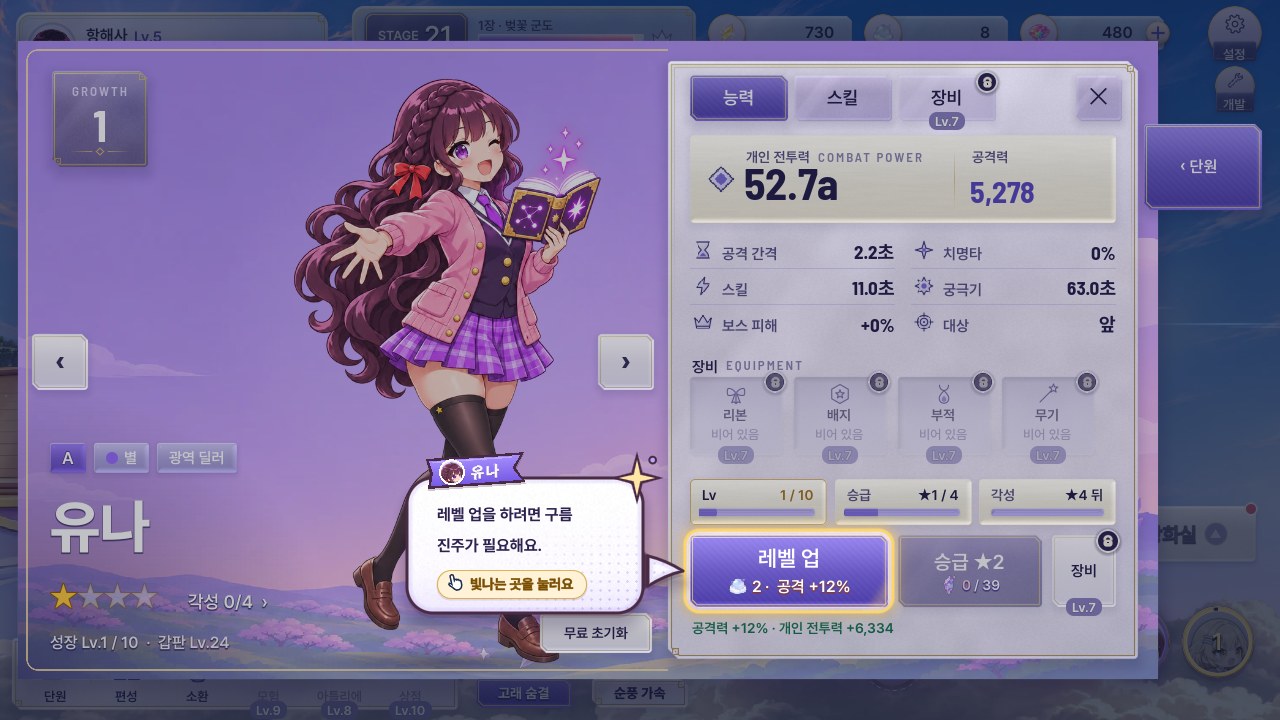 항해사 Lv.5
STAGE 21
1장 · 벚꽃 군도
730
8
480
설정
개발
GROWTH
1
능력
스킬
장비
Lv.7
‹ 단원
개인 전투력 COMBAT POWER
52.7a
공격력
5,278
공격 간격 2.2초
치명타 0%
스킬 11.0초
궁극기 63.0초
보스 피해 +0%
대상 앞
장비 EQUIPMENT
리본
비어 있음
Lv.7
배지
비어 있음
Lv.7
부적
비어 있음
Lv.7
무기
비어 있음
Lv.7
A
별
광역 딜러
유나
각성 0/4 ›
성장 Lv.1 / 10 · 갑판 Lv.24
유나
레벨 업을 하려면 구름
진주가 필요해요.
빛나는 곳을 눌러요
무료 초기화
Lv 1 / 10
승급 ★1 / 4
각성 ★4 뒤
레벨 업
2 · 공격 +12%
승급 ★2
0 / 39
장비
Lv.7
공격력 +12% · 개인 전투력 +6,334
1
단원
편성
소환
Lv.9
아틀리에
Lv.8
상점
Lv.10
고래 숨결
순풍 가속